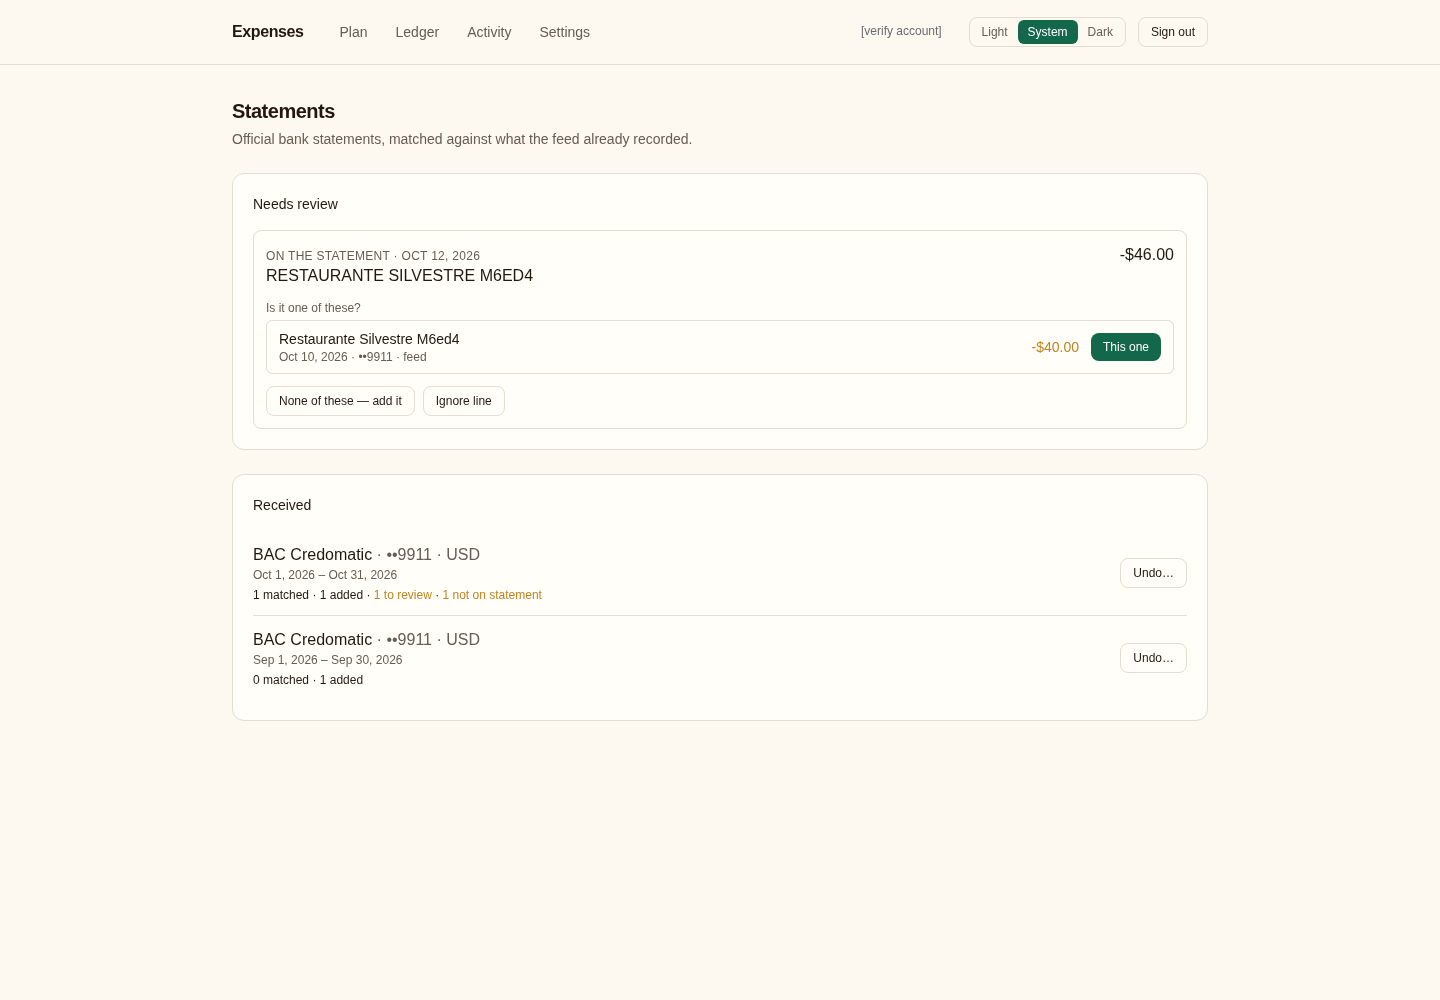 Expenses Plan Ledger Activity Settings [verify account] Light System Dark Sign out
Statements
Official bank statements, matched against what the feed already recorded.
Needs review
ON THE STATEMENT · OCT 12, 2026 -$46.00
RESTAURANTE SILVESTRE M6ED4
Is it one of these?
Restaurante Silvestre M6ed4
Oct 10, 2026 · ••9911 · feed
-$40.00 This one
None of these — add it Ignore line
Received
BAC Credomatic · ••9911 · USD
Oct 1, 2026 – Oct 31, 2026
1 matched · 1 added · 1 to review · 1 not on statement
Undo…
BAC Credomatic · ••9911 · USD
Sep 1, 2026 – Sep 30, 2026
0 matched · 1 added
Undo…